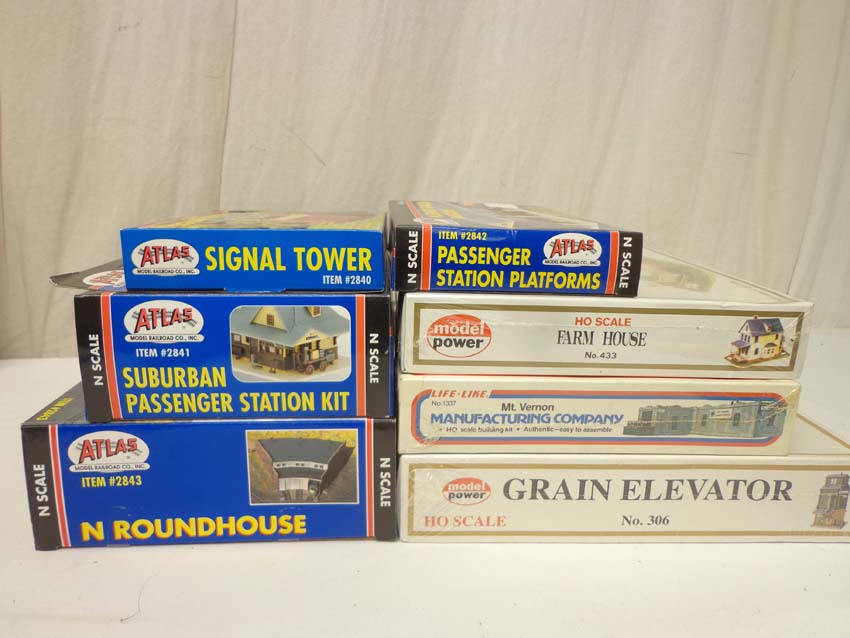 ATLAS
MODEL RAILROAD CO., INC.
SIGNAL TOWER
ITEM #2840
ATLAS
MODEL RAILROAD CO., INC.
ITEM #2841
SUBURBAN
PASSENGER STATION KIT
N SCALE
N SCALE
ATLAS
MODEL RAILROAD CO., INC.
ITEM #2843
N ROUNDHOUSE
N SCALE
N SCALE
ITEM #2843
N SCALE
ITEM #2842
PASSENGER
STATION PLATFORMS
ATLAS
MODEL RAILROAD CO., INC.
N SCALE
model
power
HO SCALE
FARM HOUSE
No. 433
LIFE-LIKE
No. 1337
Mt. Vernon
MANUFACTURING COMPANY
• HO scale building kit • Authentic—easy to assemble
model
power
HO SCALE
GRAIN ELEVATOR
No. 306